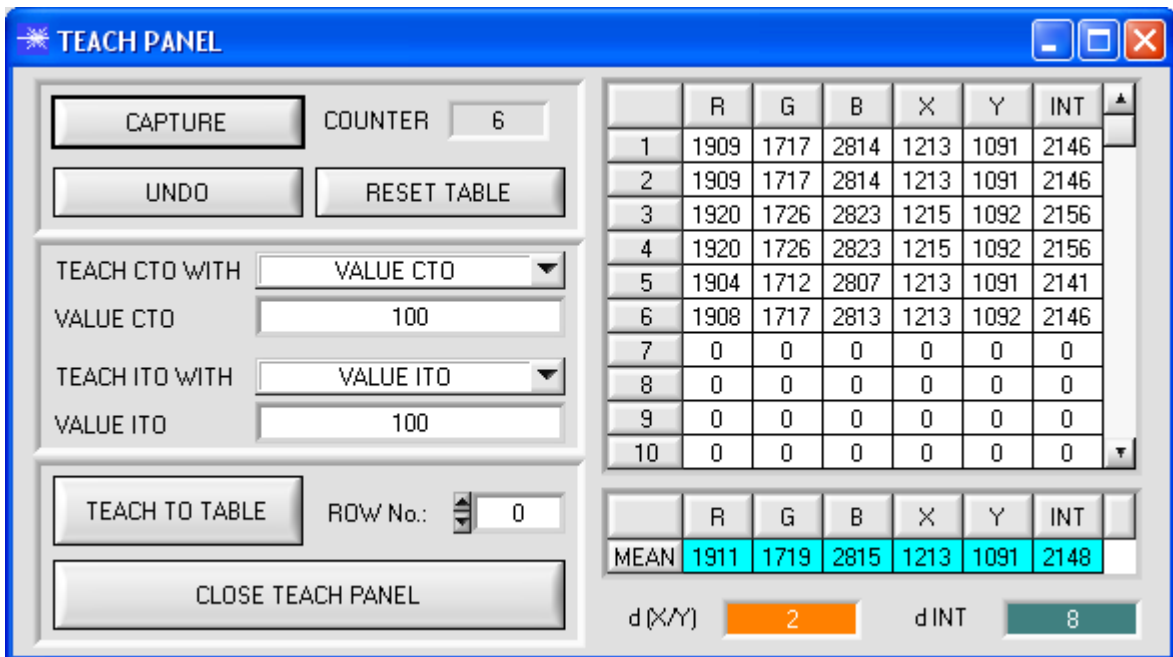 TEACH PANEL
CAPTURE COUNTER 6
UNDO RESET TABLE
TEACH CTO WITH VALUE CTO
VALUE CTO 100
TEACH ITO WITH VALUE ITO
VALUE ITO 100
TEACH TO TABLE ROW No.: 0
CLOSE TEACH PANEL
R G B X Y INT
1 1909 1717 2814 1213 1091 2146
2 1909 1717 2814 1213 1091 2146
3 1920 1726 2823 1215 1092 2156
4 1920 1726 2823 1215 1092 2156
5 1904 1712 2807 1213 1091 2141
6 1908 1717 2813 1213 1092 2146
7 0 0 0 0 0 0
8 0 0 0 0 0 0
9 0 0 0 0 0 0
10 0 0 0 0 0 0
R G B X Y INT
MEAN 1911 1719 2815 1213 1091 2148
d (X/Y) 2 d INT 8